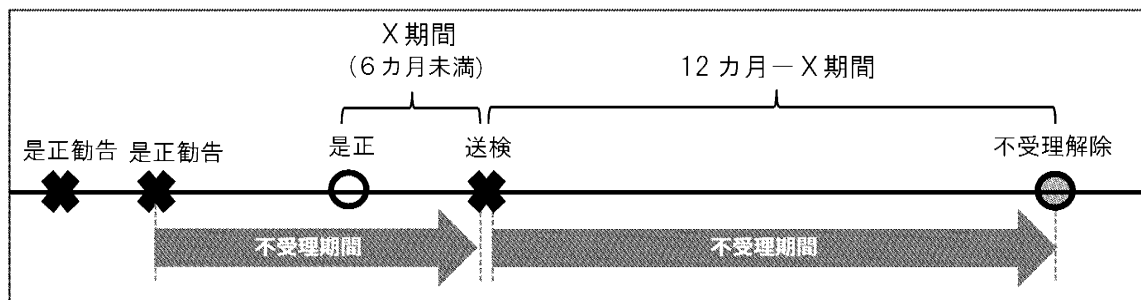 X期間
(6カ月未満)
12カ月－X期間
是正勧告
是正勧告
是正
送検
不受理解除
不受理期間
不受理期間